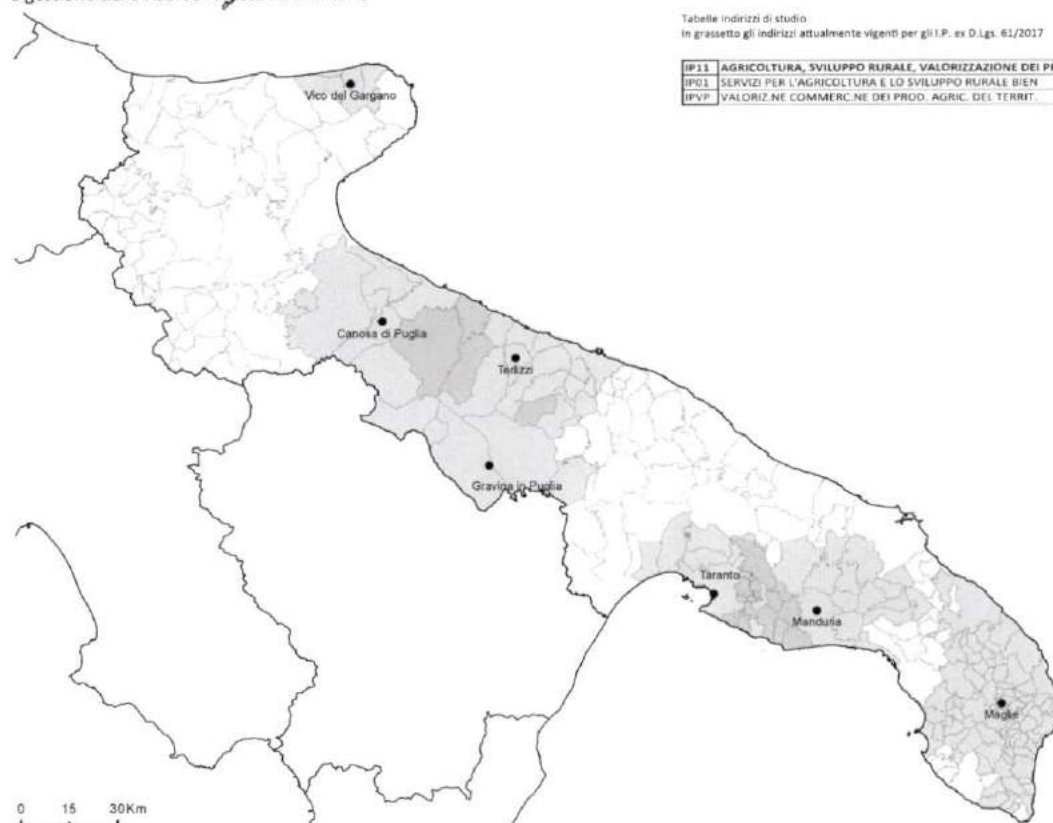 Tabelle indirizzi di studio
In grassetto gli indirizzi attualmente vigenti per gli I.P. ex D.Lgs. 61/2017
IP11 AGRICOLTURA, SVILUPPO RURALE, VALORIZZAZIONE DEI
IP01 SERVIZI PER L'AGRICOLTURA E LO SVILUPPO RURALE BIEN
IPVP VALORIZ.NE COMMERC.NE DEI PROD. AGRIC. DEL TERRIT.
Vico del Gargano
Canosa di Puglia
Terlizzi
Gravina in Puglia
Taranto
Manduria
Maglie
0 15 30Km